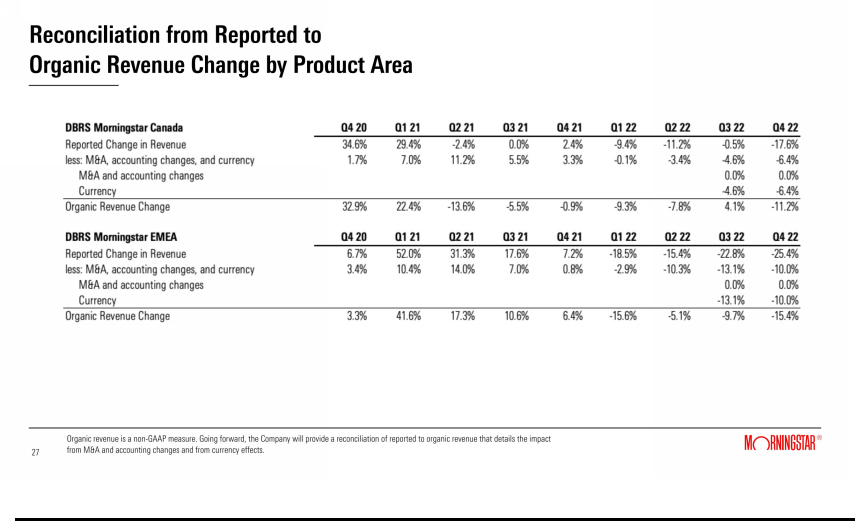 Reconciliation from Reported to
Organic Revenue Change by Product Area
DBRS Morningstar Canada Q4 20 Q1 21 Q2 21 Q3 21 Q4 21 Q1 22 Q2 22 Q3 22 Q4 22
Reported Change in Revenue 34.6% 29.4% -2.4% 0.0% 2.4% -9.4% -11.2% -0.5% -17.6%
less: M&A, accounting changes, and currency 1.7% 7.0% 11.2% 5.5% 3.3% -0.1% -3.4% -4.6% -6.4%
M&A and accounting changes 0.0% 0.0%
Currency -4.6% -6.4%
Organic Revenue Change 32.9% 22.4% -13.6% -5.5% -0.9% -9.3% -7.8% 4.1% -11.2%
DBRS Morningstar EMEA Q4 20 Q1 21 Q2 21 Q3 21 Q4 21 Q1 22 Q2 22 Q3 22 Q4 22
Reported Change in Revenue 6.7% 52.0% 31.3% 17.6% 7.2% -18.5% -15.4% -22.8% -25.4%
less: M&A, accounting changes, and currency 3.4% 10.4% 14.0% 7.0% 0.8% -2.9% -10.3% -13.1% -10.0%
M&A and accounting changes 0.0% 0.0%
Currency -13.1% -10.0%
Organic Revenue Change 3.3% 41.6% 17.3% 10.6% 6.4% -15.6% -5.1% -9.7% -15.4%
Organic revenue is a non-GAAP measure. Going forward, the Company will provide a reconciliation of reported to organic revenue that details the impact
from M&A and accounting changes and from currency effects.
27
MORNINGSTAR®